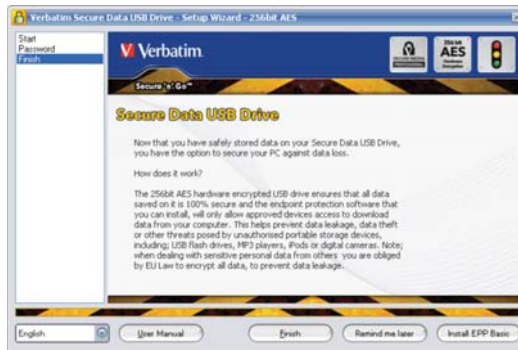 Verbatim Secure Data USB Drive - Setup Wizard - 256bit AES
Start
Password
Finish
Verbatim
256bit
AES
Hardware
Encryption
Secure 'n' Go™
Secure Data USB Drive
Now that you have safely stored data on your Secure Data USB Drive,
you have the option to secure your PC against data loss.
How does it work?
The 256bit AES hardware encrypted USB drive ensures that all data
saved on it is 100% secure and the endpoint protection software that
you can install, will only allow approved devices access to download
data from your computer. This helps prevent data leakage, data theft
or other threats posed by unauthorised portable storage devices,
including; USB flash drives, MP3 players, iPods or digital cameras. Note;
when dealing with sensitive personal data from others you are obliged
by EU Law to encrypt all data, to prevent data leakage.
English
User Manual
Finish
Remind me later
Install EPP Basic